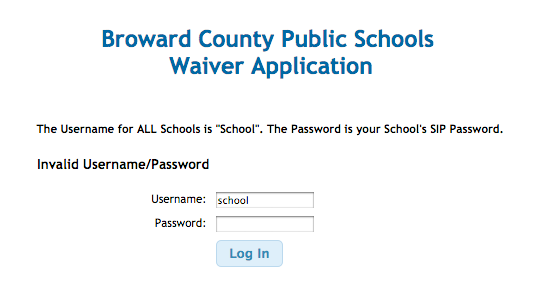 Broward County Public Schools
Waiver Application
The Username for ALL Schools is "School". The Password is your School's SIP Password.
Invalid Username/Password
Username: school
Password:
Log In